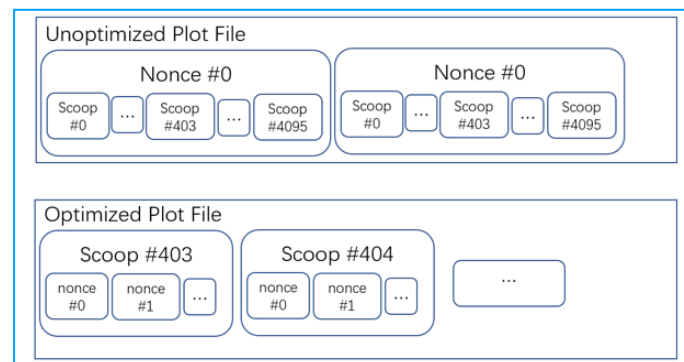 Unoptimized Plot File
Nonce #0
Scoop
#0
...
Scoop
#403
...
Scoop
#4095
Nonce #0
Scoop
#0
...
Scoop
#403
...
Scoop
#4095
Optimized Plot File
Scoop #403
nonce
#0
nonce
#1
...
Scoop #404
nonce
#0
nonce
#1
...
...